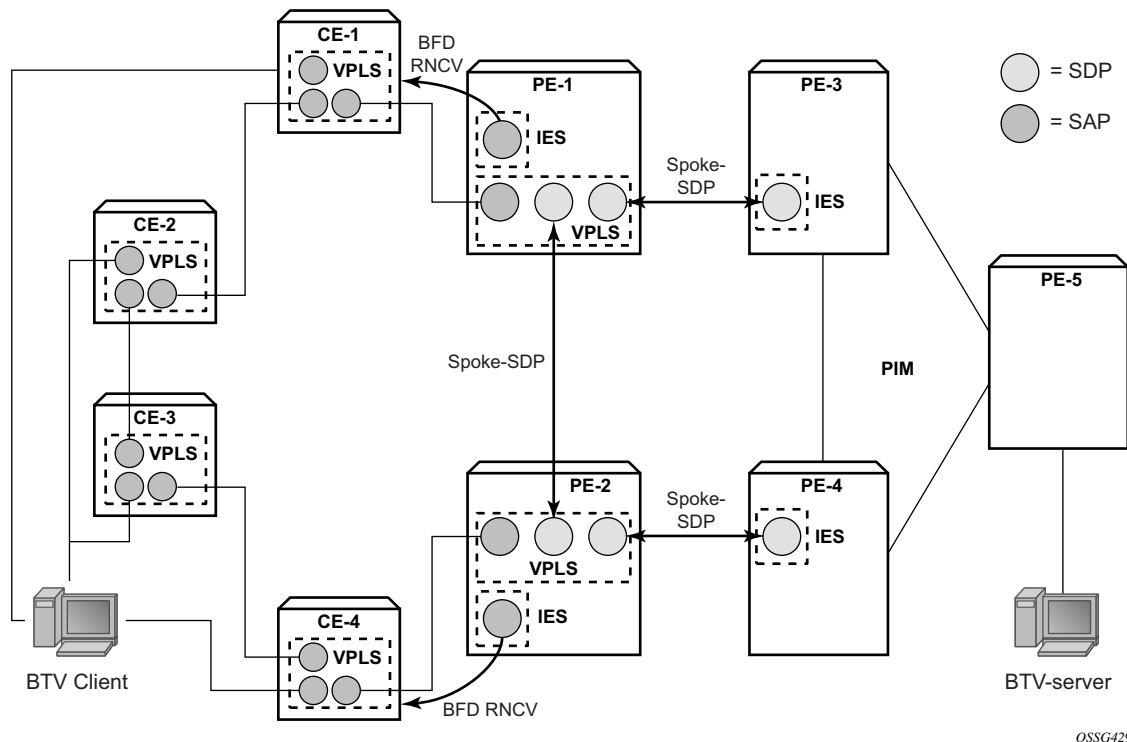 CE-1
VPLS
BFD
RNCV
PE-1
IES
VPLS
Spoke-
SDP
PE-3
IES
= SDP
= SAP
CE-2
VPLS
PE-5
Spoke-SDP
PIM
CE-3
VPLS
PE-2
VPLS
IES
Spoke-
SDP
PE-4
IES
CE-4
VPLS
BFD RNCV
BTV Client
BTV-server
OSSG429